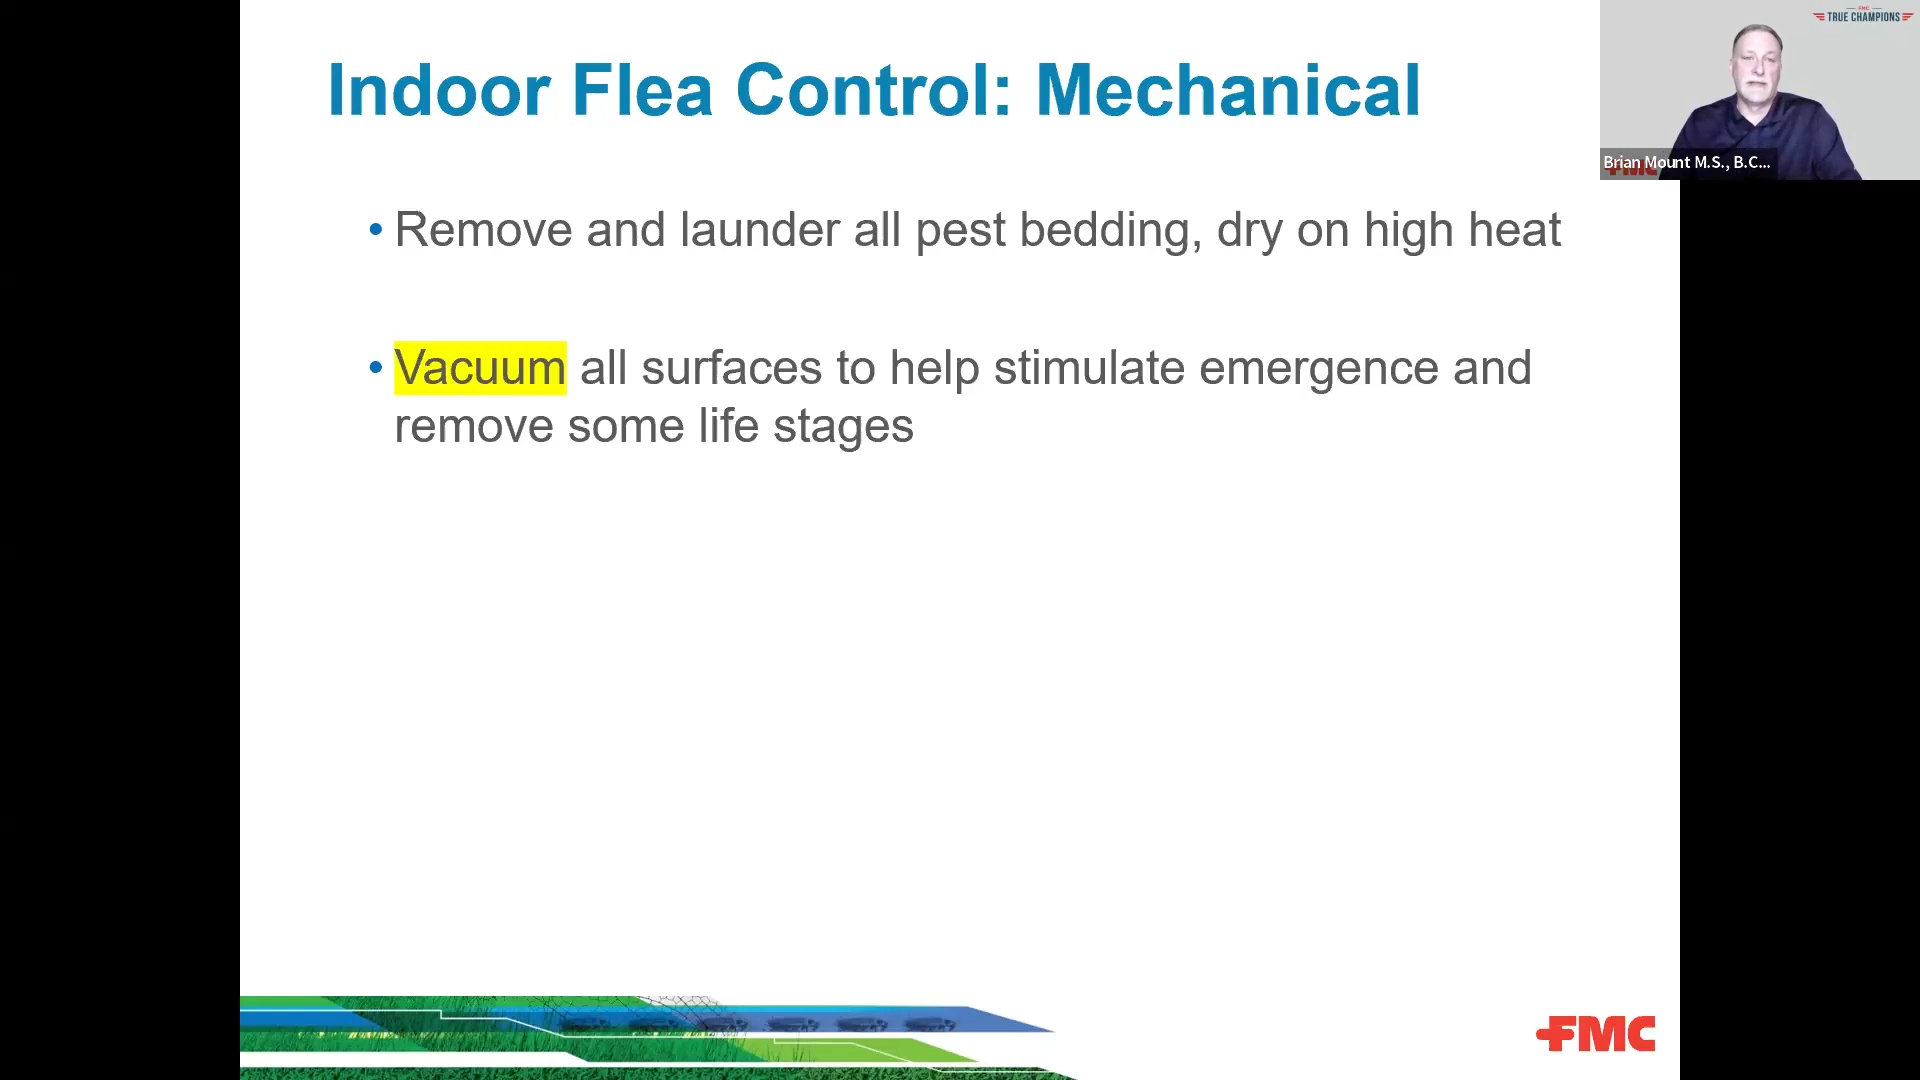 Indoor Flea Control: Mechanical
FMC
TRUE CHAMPIONS
Brian Mount M.S., B.C...
• Remove and launder all pest bedding, dry on high heat
• Vacuum all surfaces to help stimulate emergence and
remove some life stages
FMC